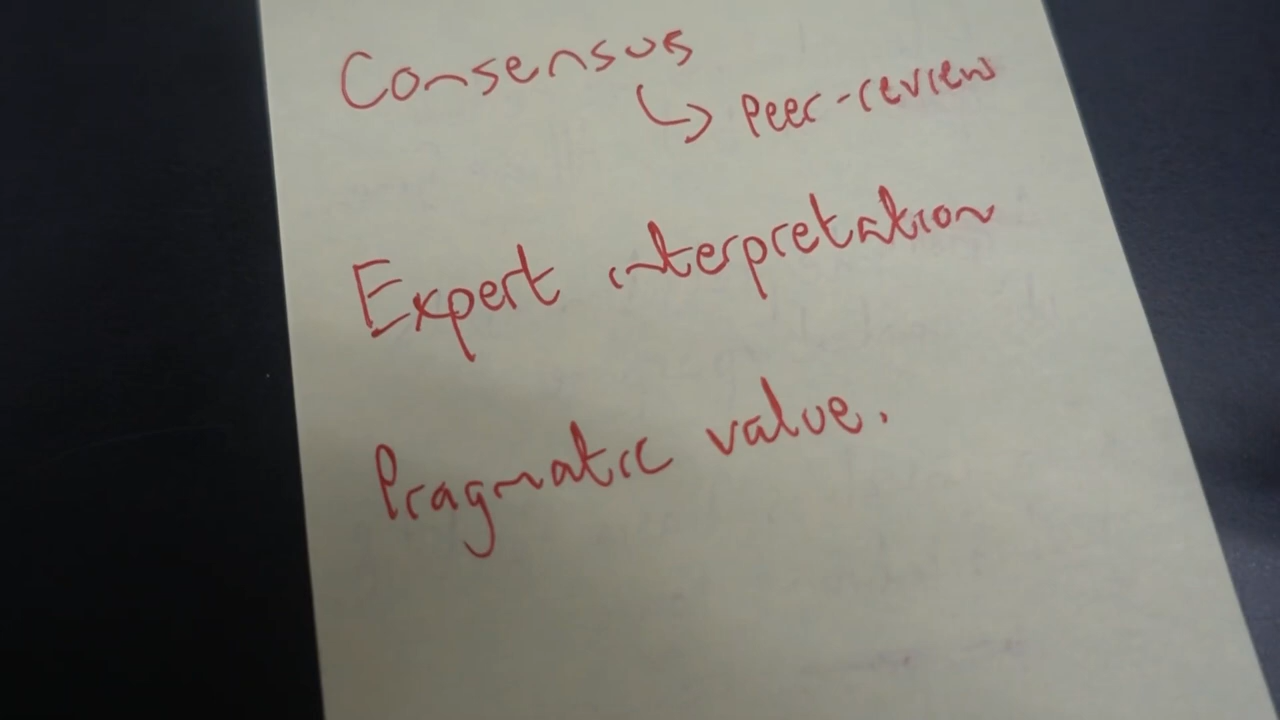 Consensus
↳ Peer-review
Expert interpretation
Pragmatic value.